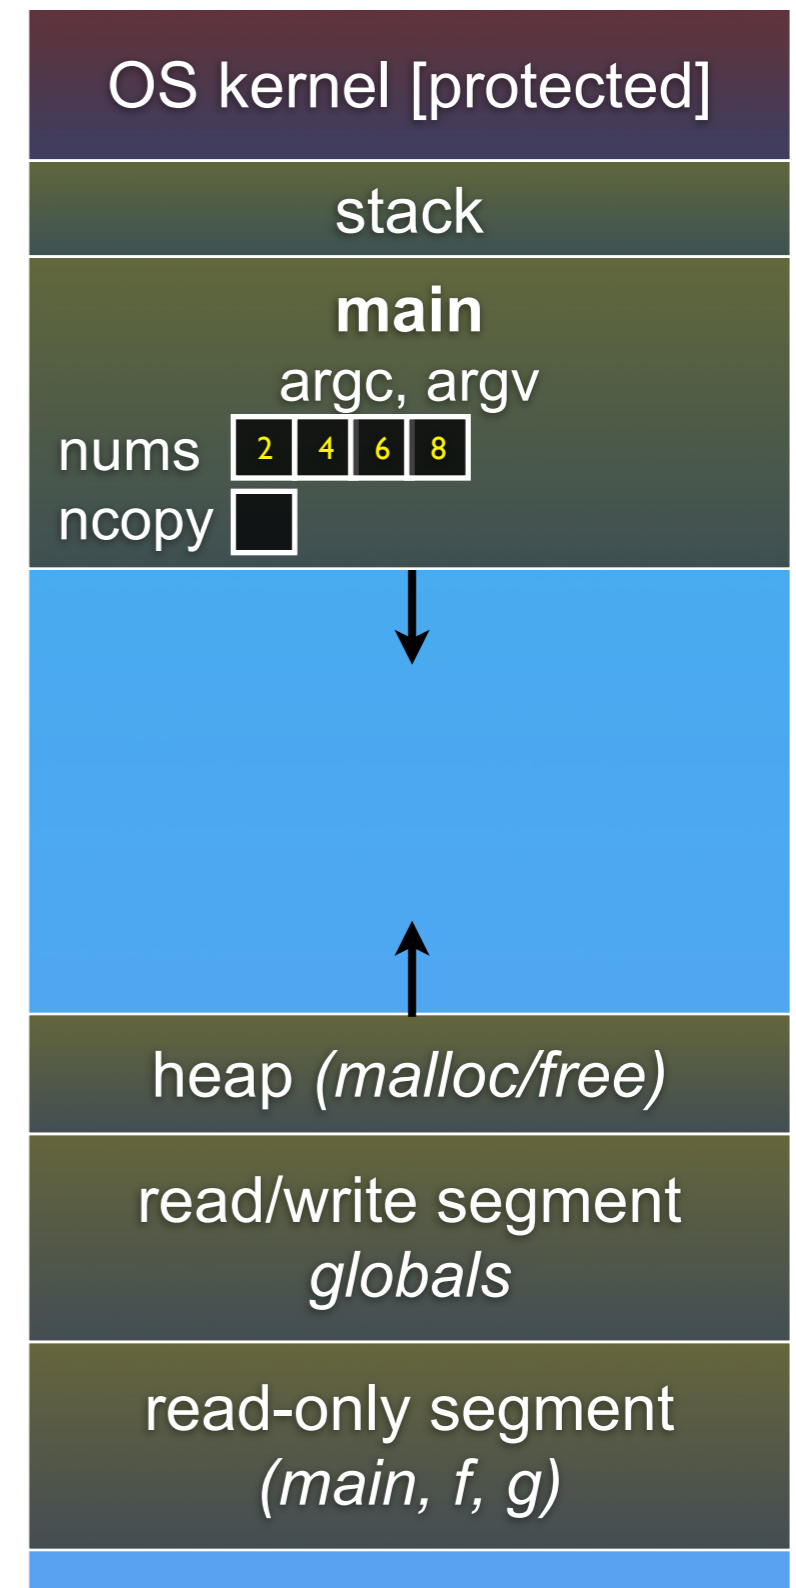 OS kernel [protected]
stack
main
argc, argv
nums 2 4 6 8
ncopy
heap (malloc/free)
read/write segment
globals
read-only segment
(main, f, g)